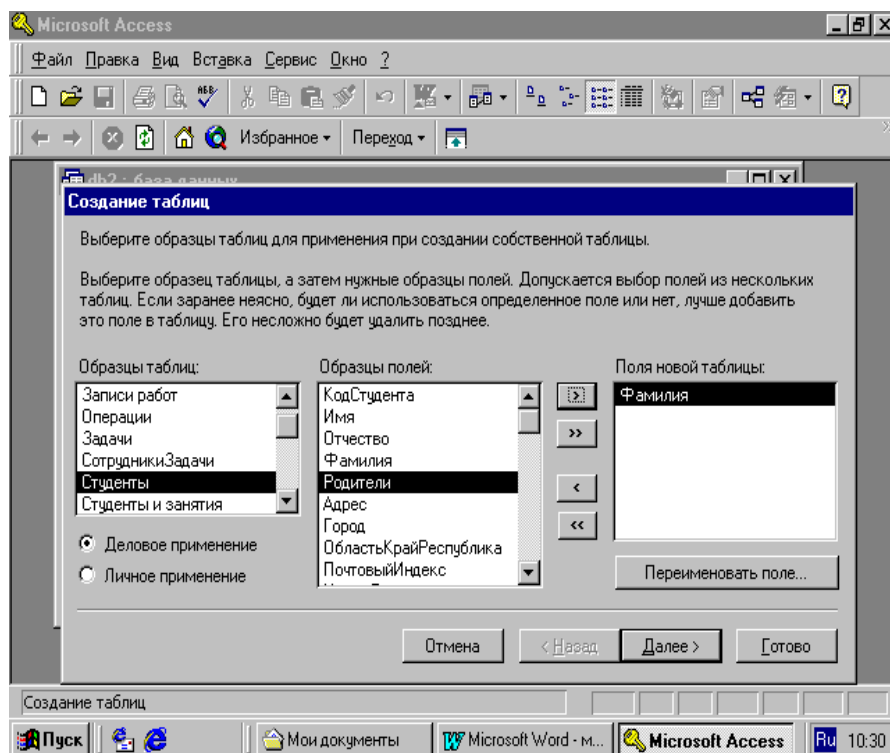 Microsoft Access
Файл Правка Вид Вставка Сервис Окно ?
Избранное Переход
db2 : база данных
Создание таблиц
Выберите образцы таблиц для применения при создании собственной таблицы.
Выберите образец таблицы, а затем нужные образцы полей. Допускается выбор полей из нескольких
таблиц. Если заранее неясно, будет ли использоваться определенное поле или нет, лучше добавить
это поле в таблицу. Его несложно будет удалить позднее.
Образцы таблиц: Образцы полей: Поля новой таблицы:
Записи работ
Операции
Задачи
СотрудникиЗадачи
Студенты
Студенты и занятия
КодСтудента
Имя
Отчество
Фамилия
Родители
Адрес
Город
ОбластьКрайРеспублика
ПочтовыйИндекс
>
>>
<
<<
Фамилия
Деловое применение
Личное применение
Переименовать поле...
Отмена < Назад Далее > Готово
Создание таблиц
Пуск Мои документы Microsoft Word - м... Microsoft Access Ru 10:30